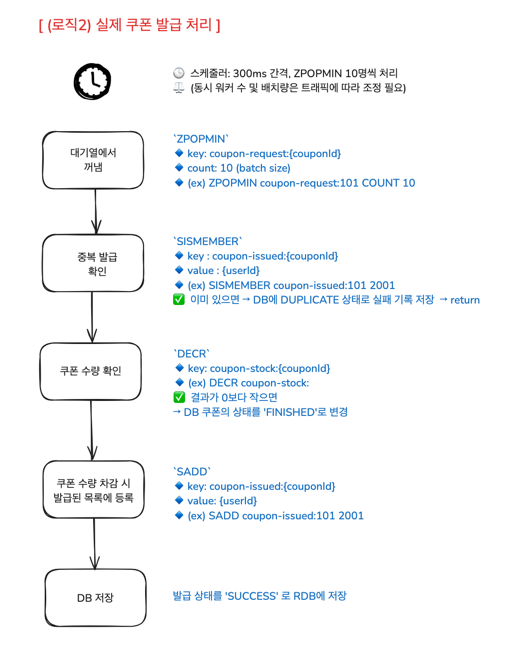 [ (로직2) 실제 쿠폰 발급 처리 ]
스케줄러: 300ms 간격, ZPOPMIN 10명씩 처리
(동시 워커 수 및 배치량은 트래픽에 따라 조정 필요)
대기열에서
꺼냄
`ZPOPMIN`
key: coupon-request:{couponId}
count: 10 (batch size)
(ex) ZPOPMIN coupon-request:101 COUNT 10
중복 발급
확인
`SISMEMBER`
key : coupon-issued:{couponId}
value : {userId}
(ex) SISMEMBER coupon-issued:101 2001
이미 있으면 → DB에 DUPLICATE 상태로 실패 기록 저장 → return
쿠폰 수량 확인
`DECR`
key: coupon-stock:{couponId}
(ex) DECR coupon-stock:
결과가 0보다 작으면
→ DB 쿠폰의 상태를 'FINISHED'로 변경
쿠폰 수량 차감 시
발급된 목록에 등록
`SADD`
key: coupon-issued:{couponId}
value: {userId}
(ex) SADD coupon-issued:101 2001
DB 저장
발급 상태를 'SUCCESS' 로 RDB에 저장